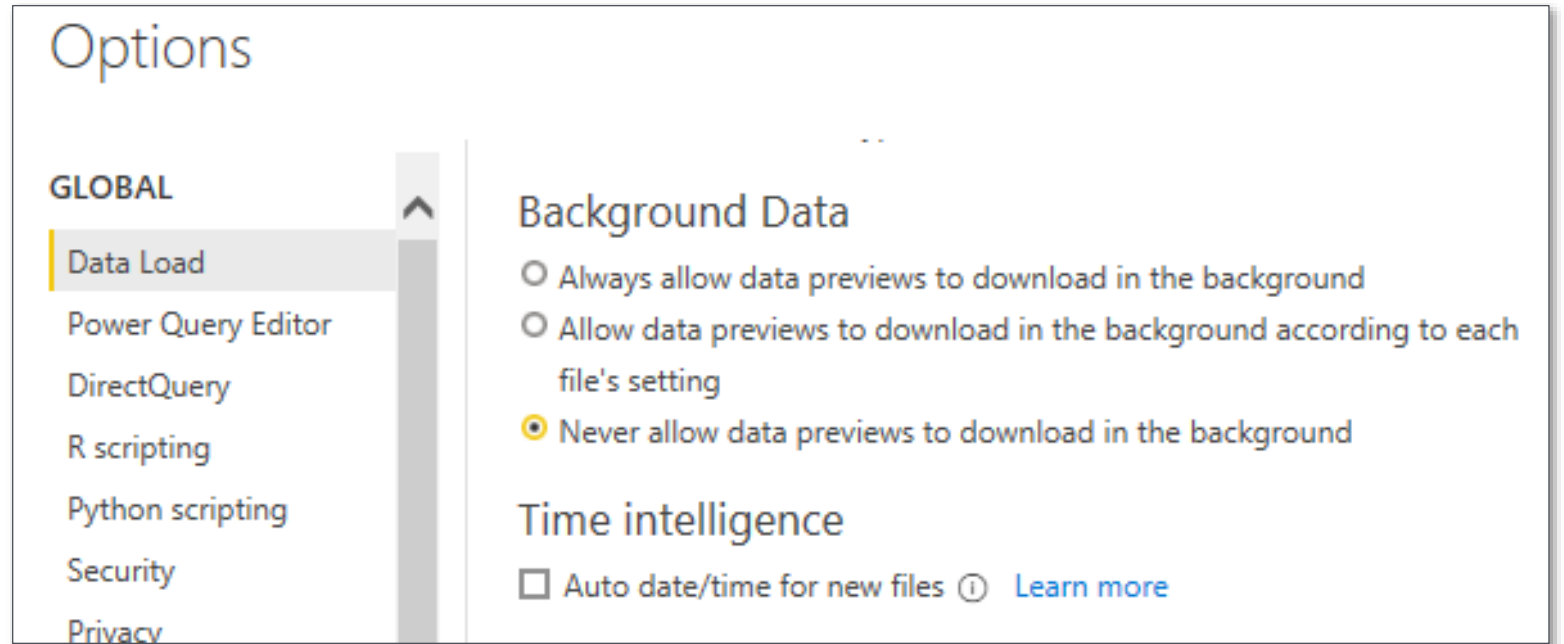 Options
GLOBAL
Data Load
Power Query Editor
DirectQuery
R scripting
Python scripting
Security
Privacy
Background Data
Always allow data previews to download in the background
Allow data previews to download in the background according to each
file's setting
Never allow data previews to download in the background
Time intelligence
Auto date/time for new files Learn more